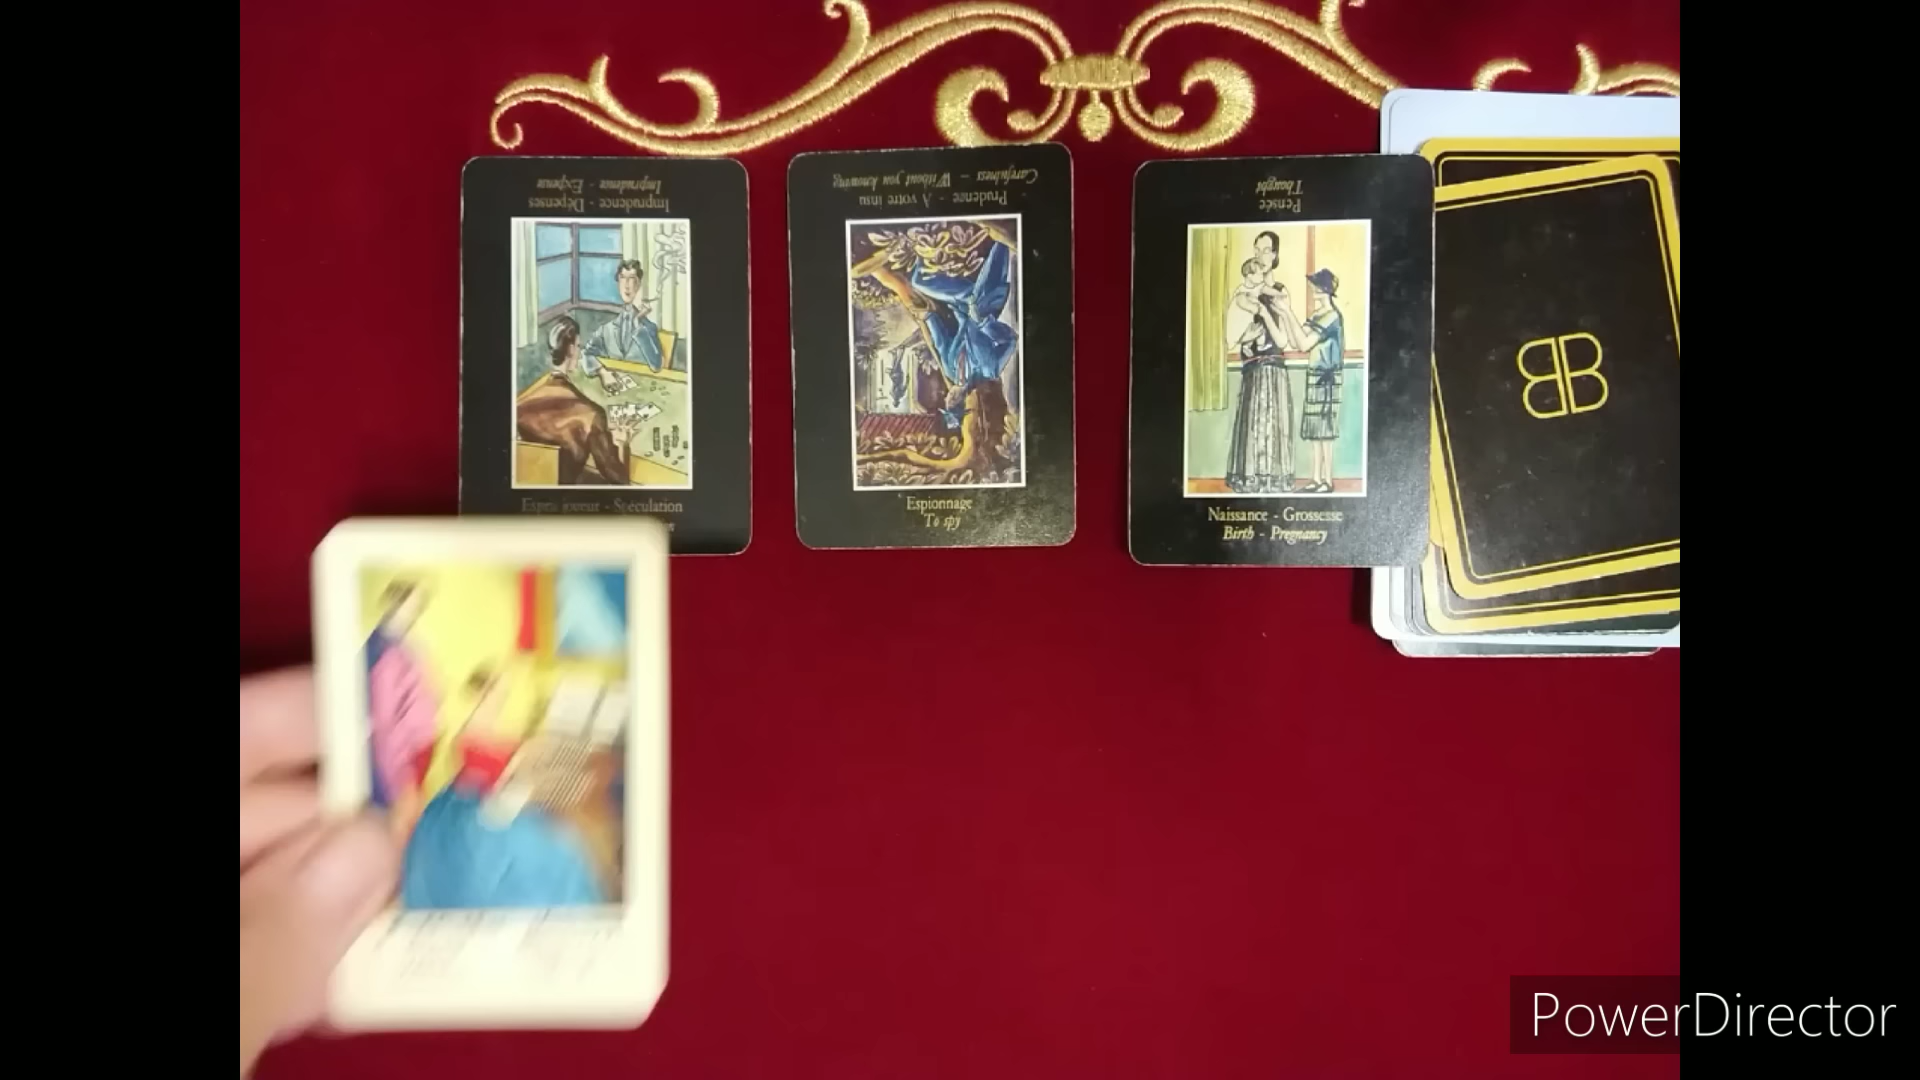 Imprudence - Expense
Imprudence - Dépenses
Esprit joueur - Spéculation
Carefulness - Without you knowing
Prudence - À votre insu
Espionnage
To spy
Thought
Pensée
Naissance - Grossesse
Birth - Pregnancy
BB
PowerDirector